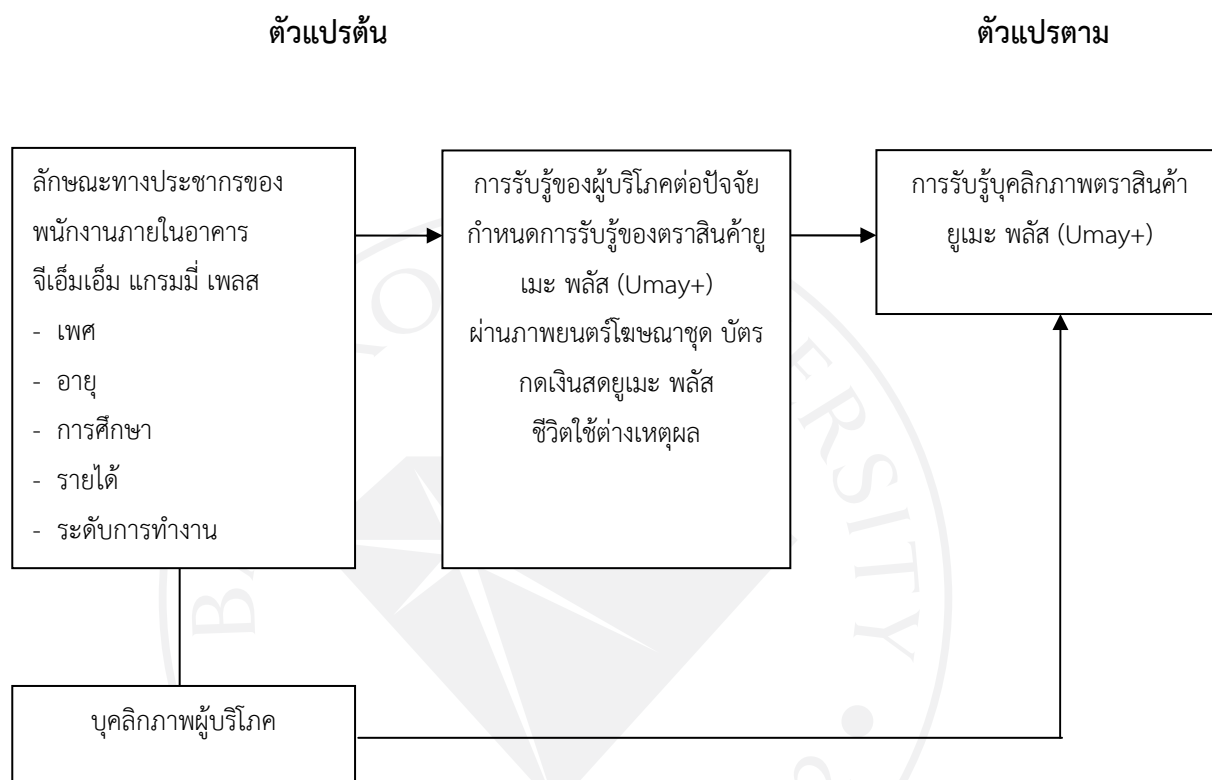 ตัวแปรต้น
ตัวแปรตาม
ลักษณะทางประชากรของ
พนักงานภายในอาคาร
จีเอ็มเอ็ม แกรมมี่ เพลส
- เพศ
- อายุ
- การศึกษา
- รายได้
- ระดับการทำงาน
การรับรู้ของผู้บริโภคต่อปัจจัย
กำหนดการรับรู้ของตราสินค้ายู
เมะ พลัส (Umay+)
ผ่านภาพยนตร์โฆษณาชุด บัตร
กดเงินสดยูเมะ พลัส
ชีวิตใช้ต่างเหตุผล
การรับรู้บุคลิกภาพตราสินค้า
ยูเมะ พลัส (Umay+)
บุคลิกภาพผู้บริโภค